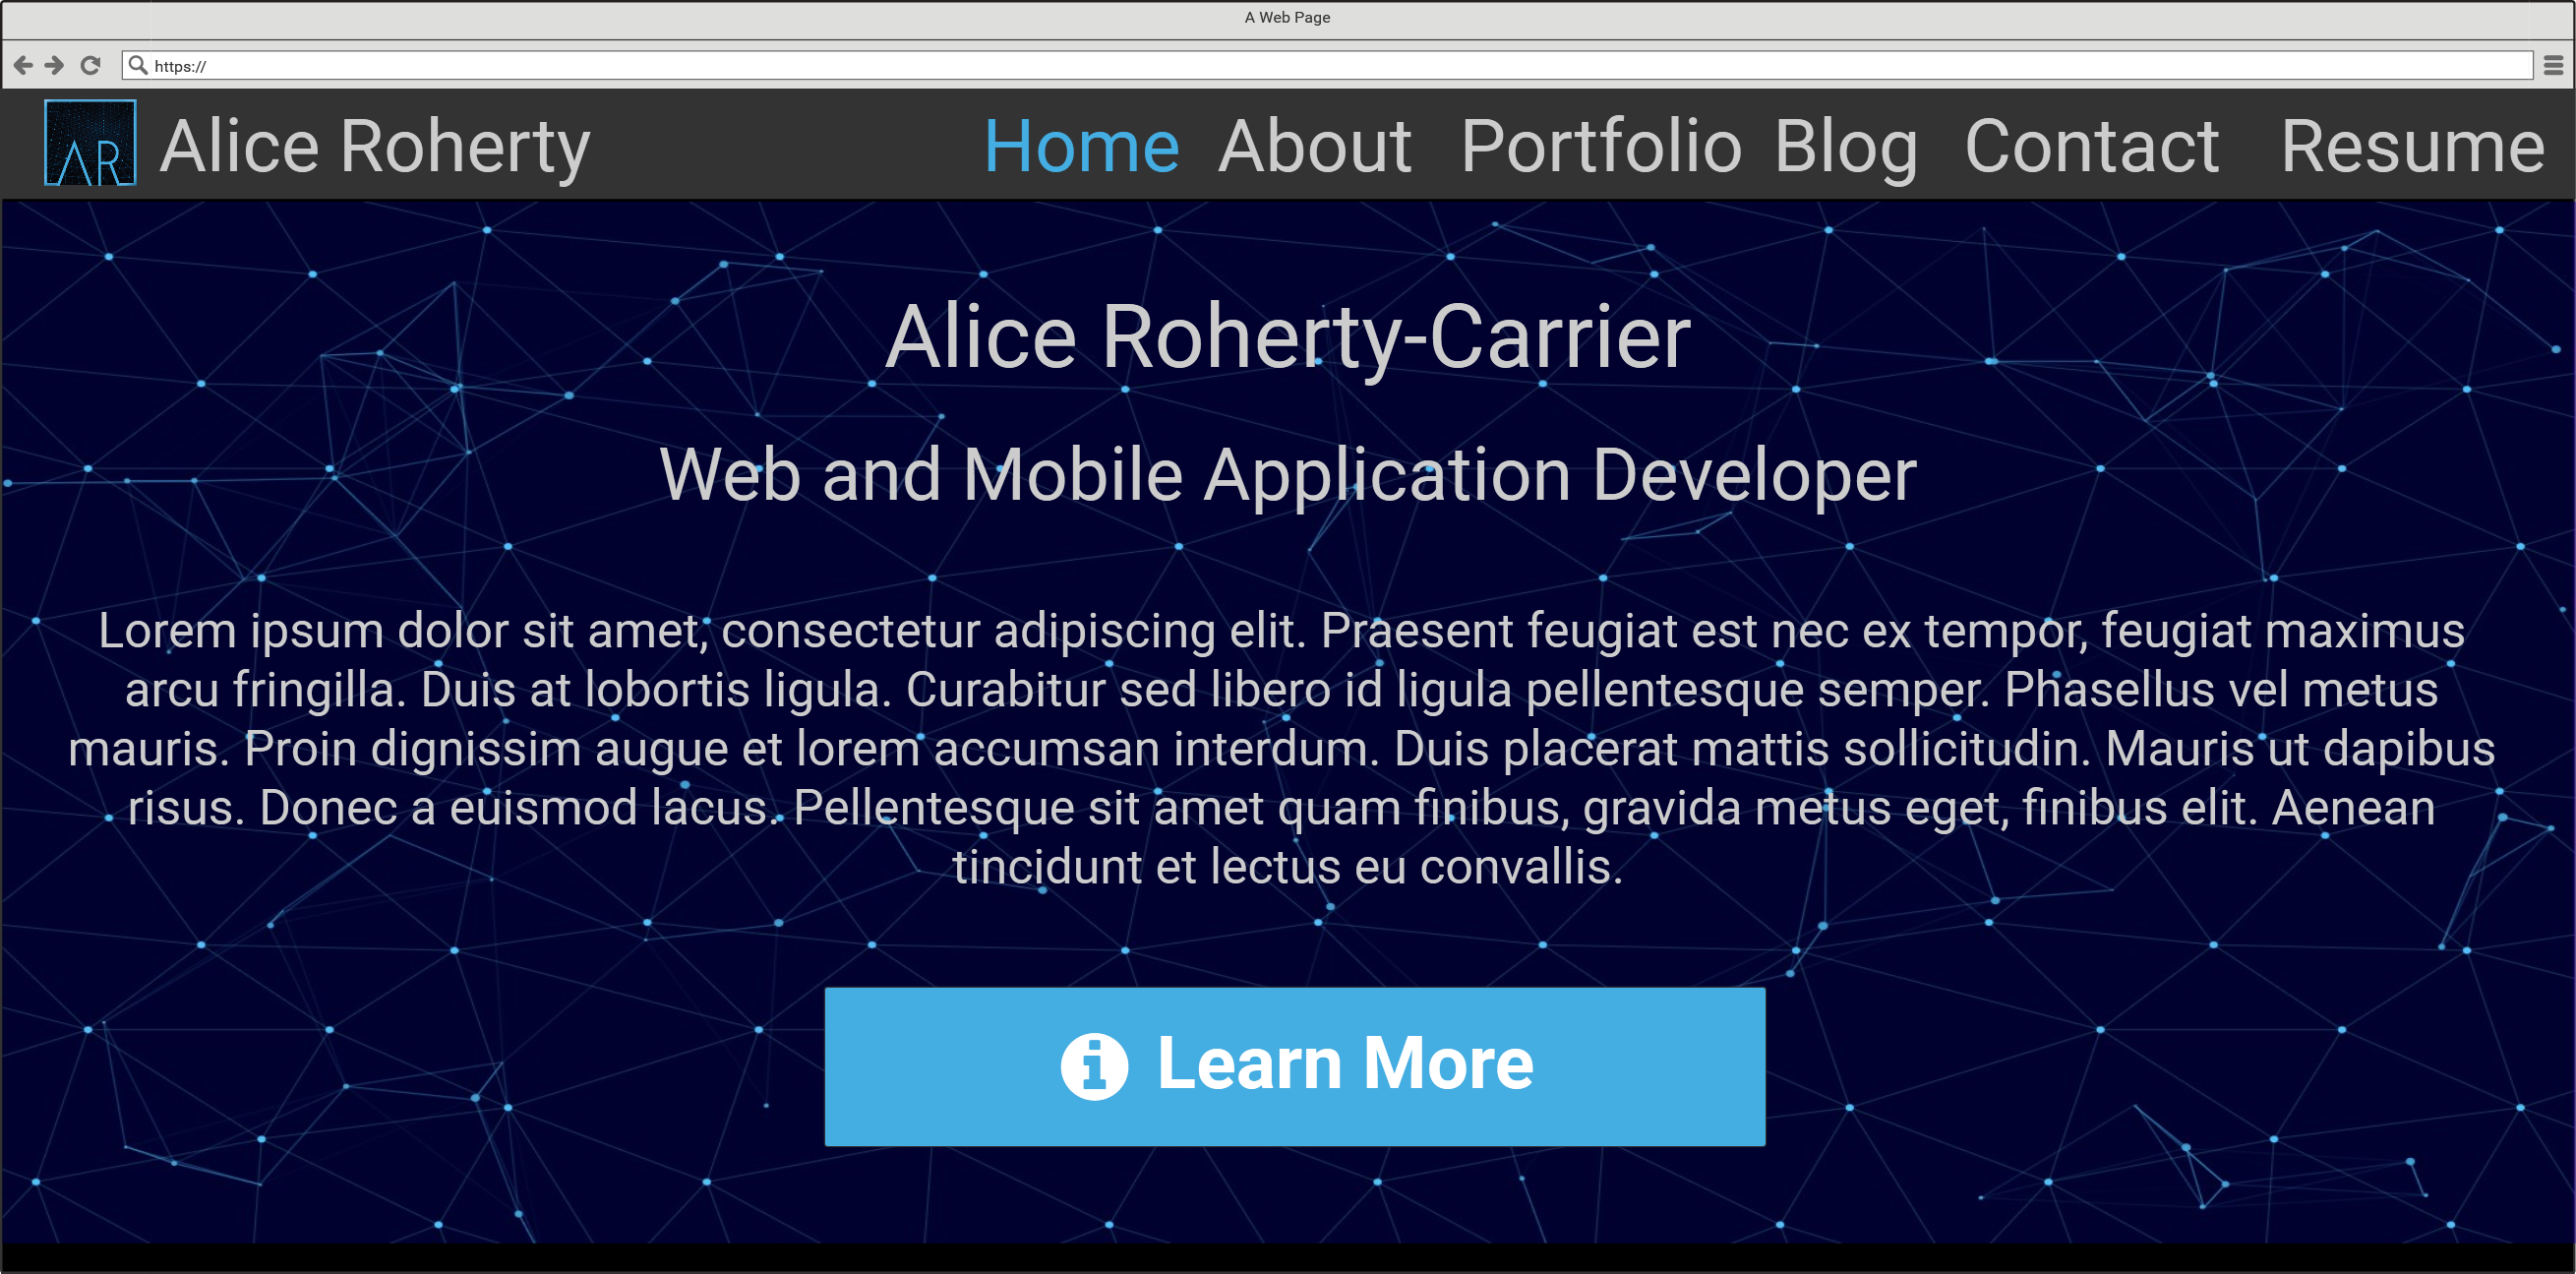 A Web Page
https://
AR Alice Roherty Home About Portfolio Blog Contact Resume
Alice Roherty-Carrier
Web and Mobile Application Developer
Lorem ipsum dolor sit amet, consectetur adipiscing elit. Praesent feugiat est nec ex tempor, feugiat maximus
arcu fringilla. Duis at lobortis ligula. Curabitur sed libero id ligula pellentesque semper. Phasellus vel metus
mauris. Proin dignissim augue et lorem accumsan interdum. Duis placerat mattis sollicitudin. Mauris ut dapibus
risus. Donec a euismod lacus. Pellentesque sit amet quam finibus, gravida metus eget, finibus elit. Aenean
tincidunt et lectus eu convallis.
Learn More